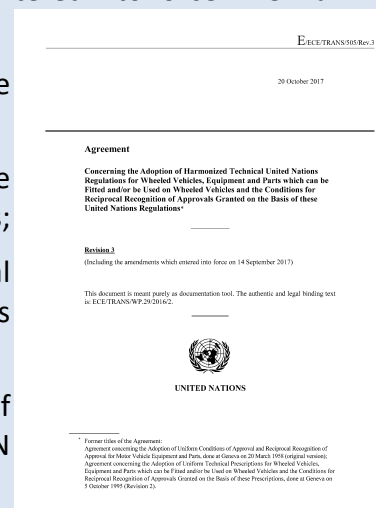 E/ECE/TRANS/505/Rev.3
20 October 2017
Agreement
Concerning the Adoption of Harmonized Technical United Nations
Regulations for Wheeled Vehicles, Equipment and Parts which can be
Fitted and/or be Used on Wheeled Vehicles and the Conditions for
Reciprocal Recognition of Approvals Granted on the Basis of these
United Nations Regulations*
Revision 3
(Including the amendments which entered into force on 14 September 2017)
This document is meant purely as documentation tool. The authentic and legal binding text
is: ECE/TRANS/WP.29/2016/2.
UNITED NATIONS
* Former titles of the Agreement:
Agreement concerning the Adoption of Uniform Conditions of Approval and Reciprocal Recognition of
Approval for Motor Vehicle Equipment and Parts, done at Geneva on 20 March 1958 (original version);
Agreement concerning the Adoption of Uniform Technical Prescriptions for Wheeled Vehicles,
Equipment and Parts which can be Fitted and/or be Used on Wheeled Vehicles and the Conditions for
Reciprocal Recognition of Approvals Granted on the Basis of these Prescriptions, done at Geneva on
5 October 1995 (Revision 2).